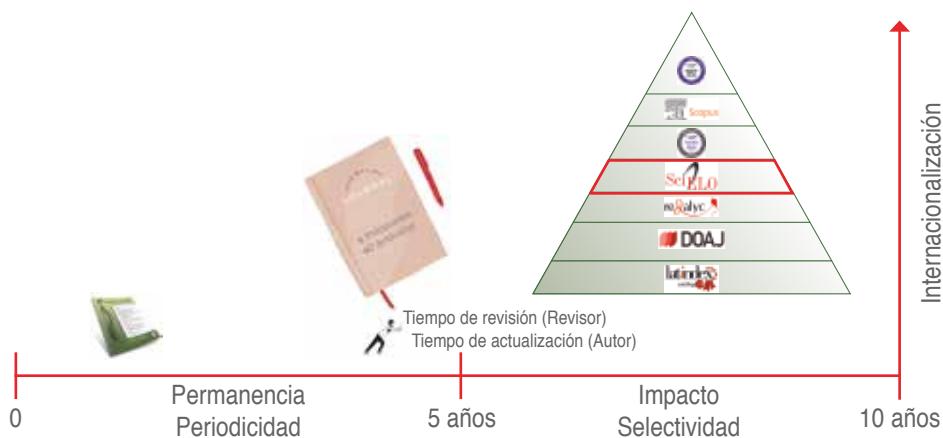 Scopus
SciELO
redalyc
DOAJ
latindex
Internacionalización
Tiempo de revisión (Revisor)
Tiempo de actualización (Autor)
0
Permanencia
Periodicidad
5 años
Impacto
Selectividad
10 años